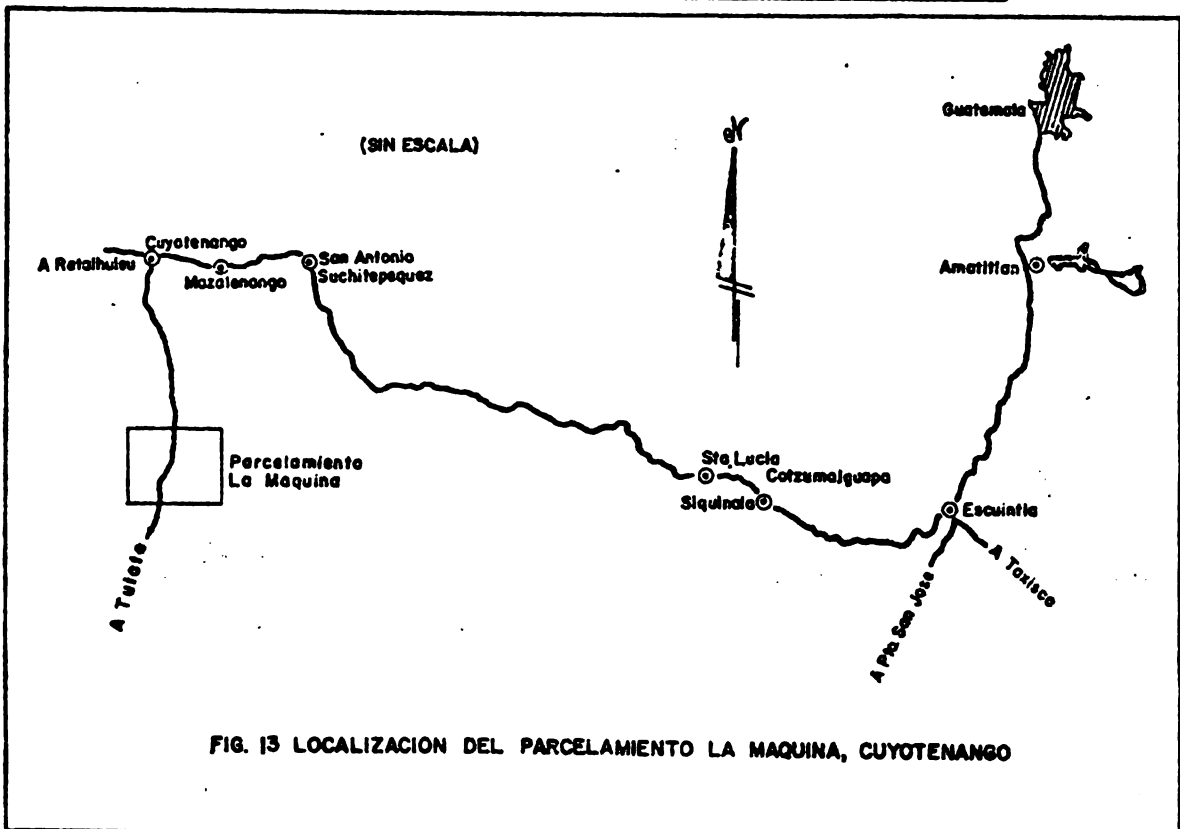 Guatemala
(SIN ESCALA)
N
Cuyotenango
A Retalhuleu
Mazatenango
San Antonio
Suchitepequez
Amatitlan
Parcelamiento
La Maquina
Sta. Lucia
Cotzumalguapa
Siquinala
Escuintla
A Tulate
A Taxisco
A Pta San Jose
FIG. 13 LOCALIZACION DEL PARCELAMIENTO LA MAQUINA, CUYOTENANGO